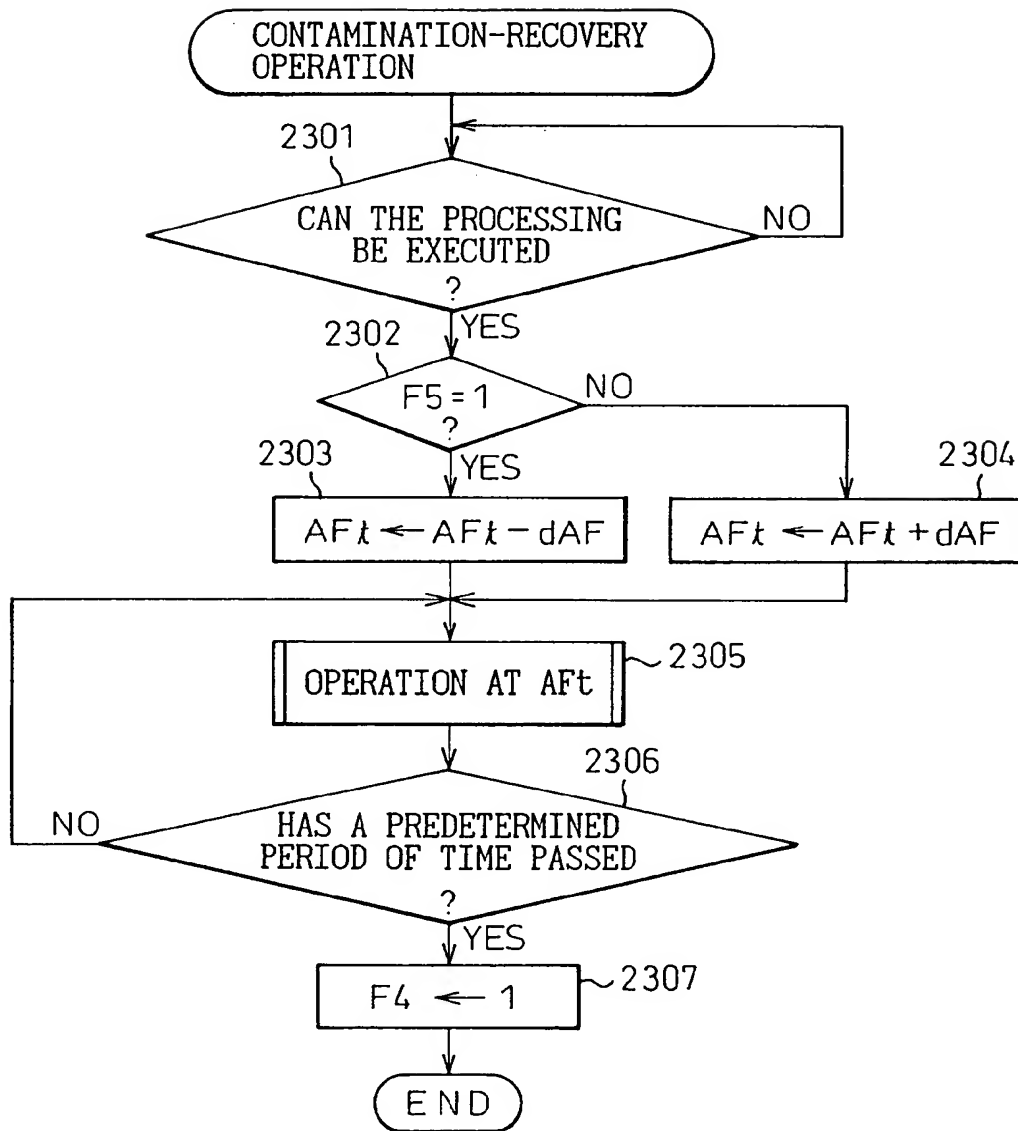 CONTAMINATION-RECOVERY
OPERATION
2301
CAN THE PROCESSING
BE EXECUTED
?
NO
YES
2302
F5=1
?
NO
YES
2303
AFt ← AFt - dAF
2304
AFt ← AFt + dAF
OPERATION AT AFt
2305
2306
HAS A PREDETERMINED
PERIOD OF TIME PASSED
?
NO
YES
F4 ← 1
2307
END